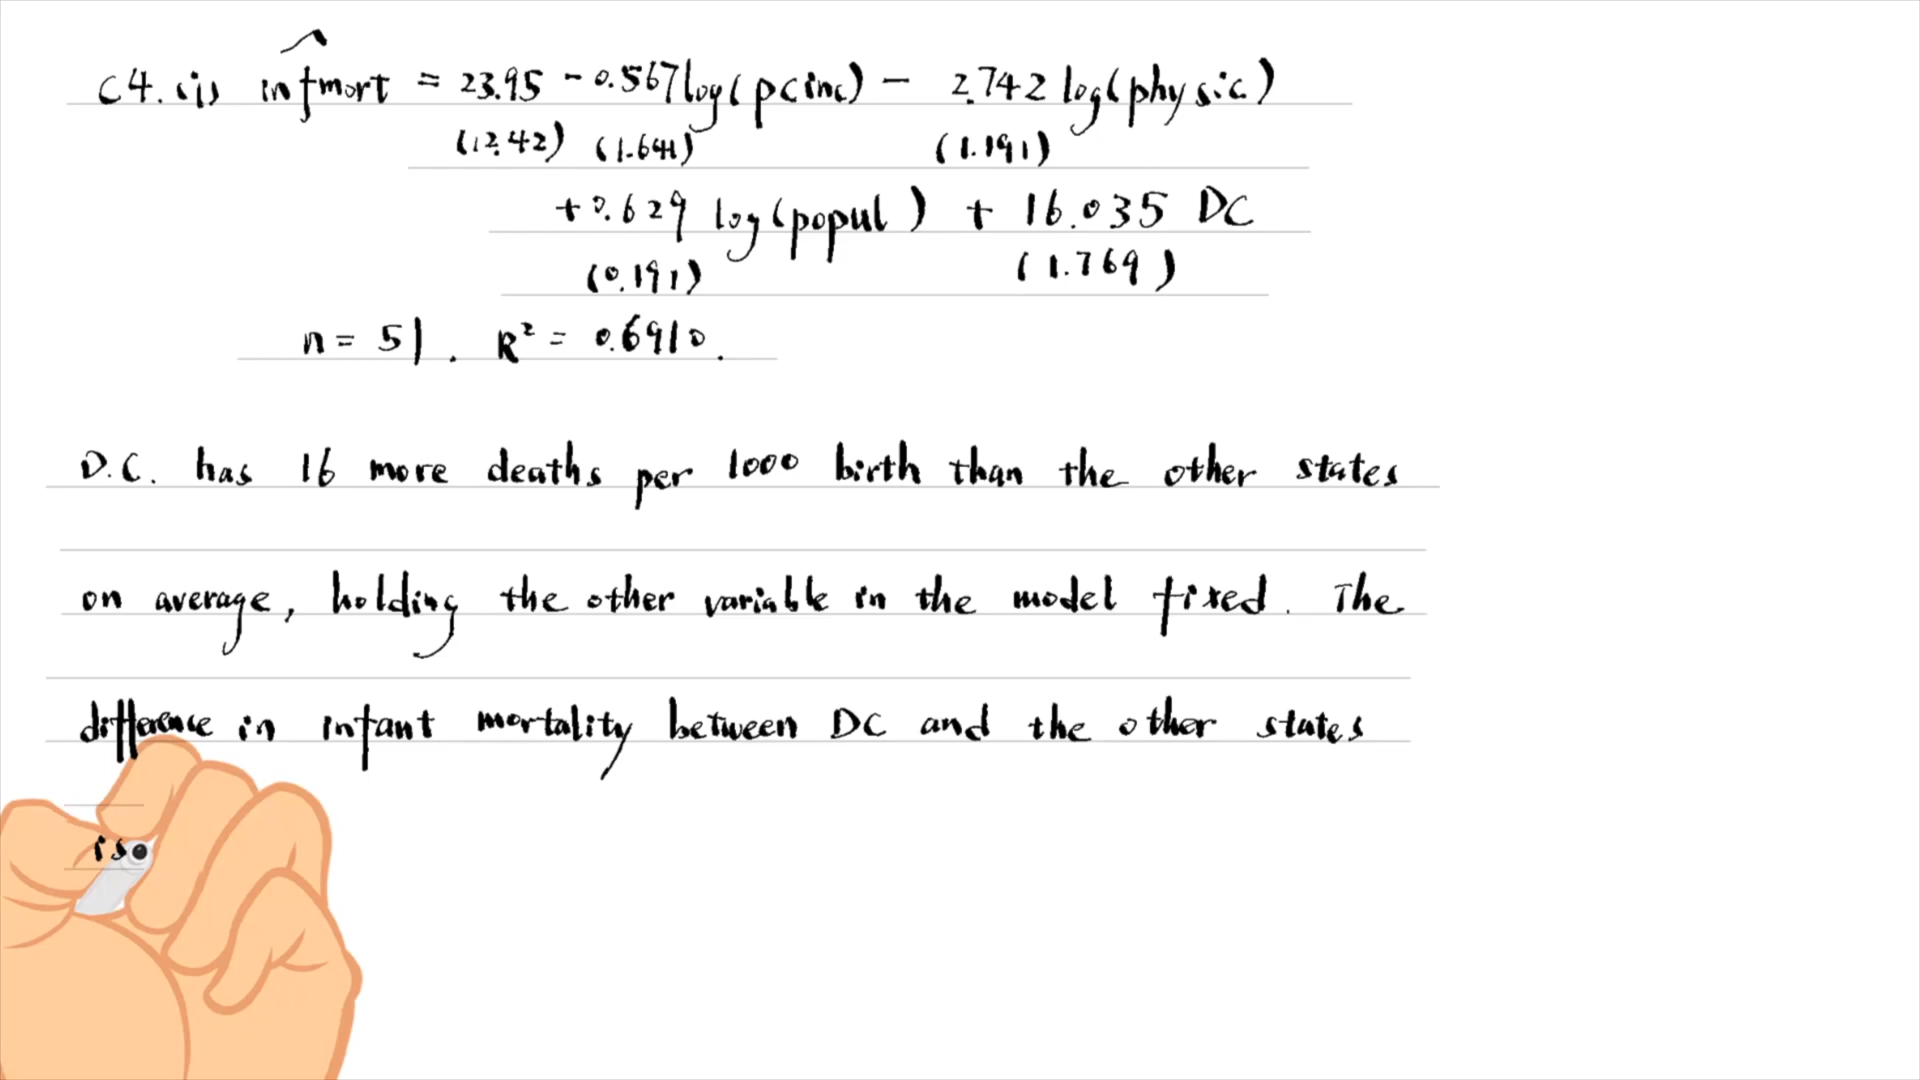 C4. (i) infmort = 23.95 - 0.567 log(pcinc) - 2.742 log(physic)
(12.42) (1.641) (1.191)
+ 0.629 log(popul) + 16.035 DC
(0.191) (1.769)
n = 51. R² = 0.6910.
D.C. has 16 more deaths per 1000 birth than the other states
on average, holding the other variable in the model fixed. The
difference in infant mortality between DC and the other states
is